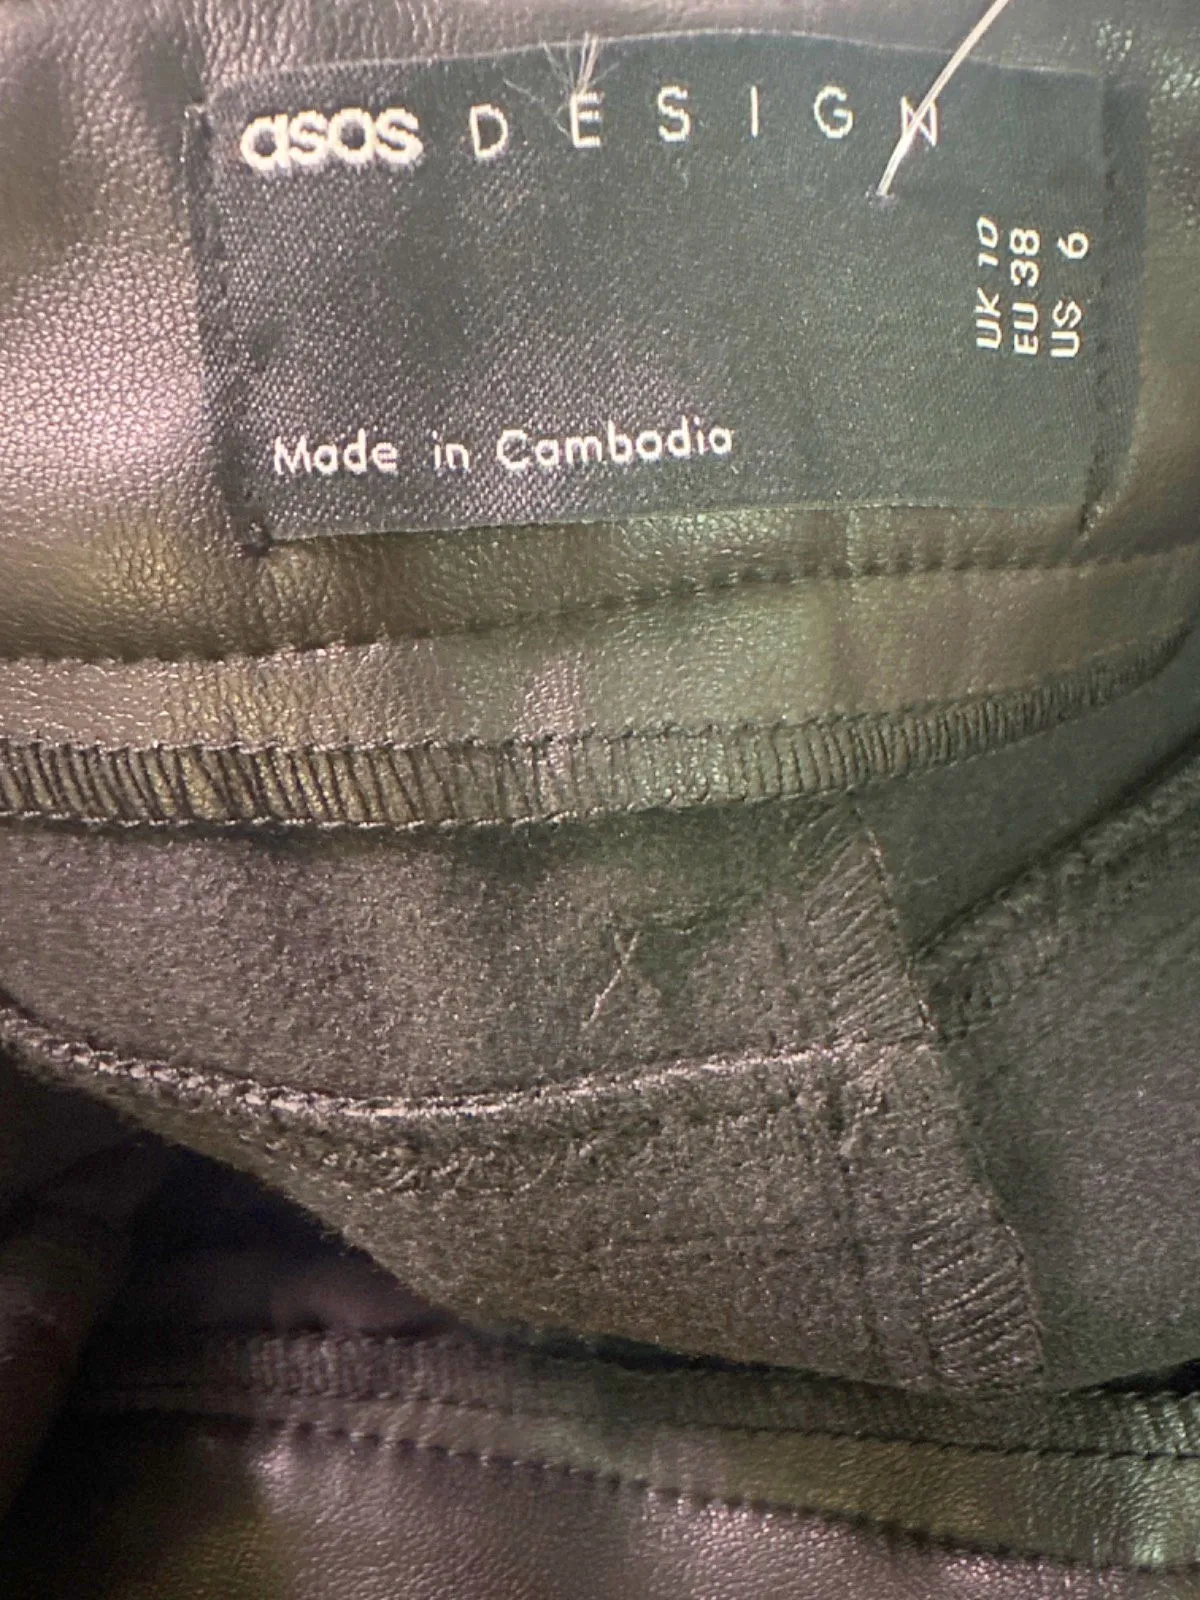 asos DESIGN
UK 10
EU 38
US 6
Made in Cambodia